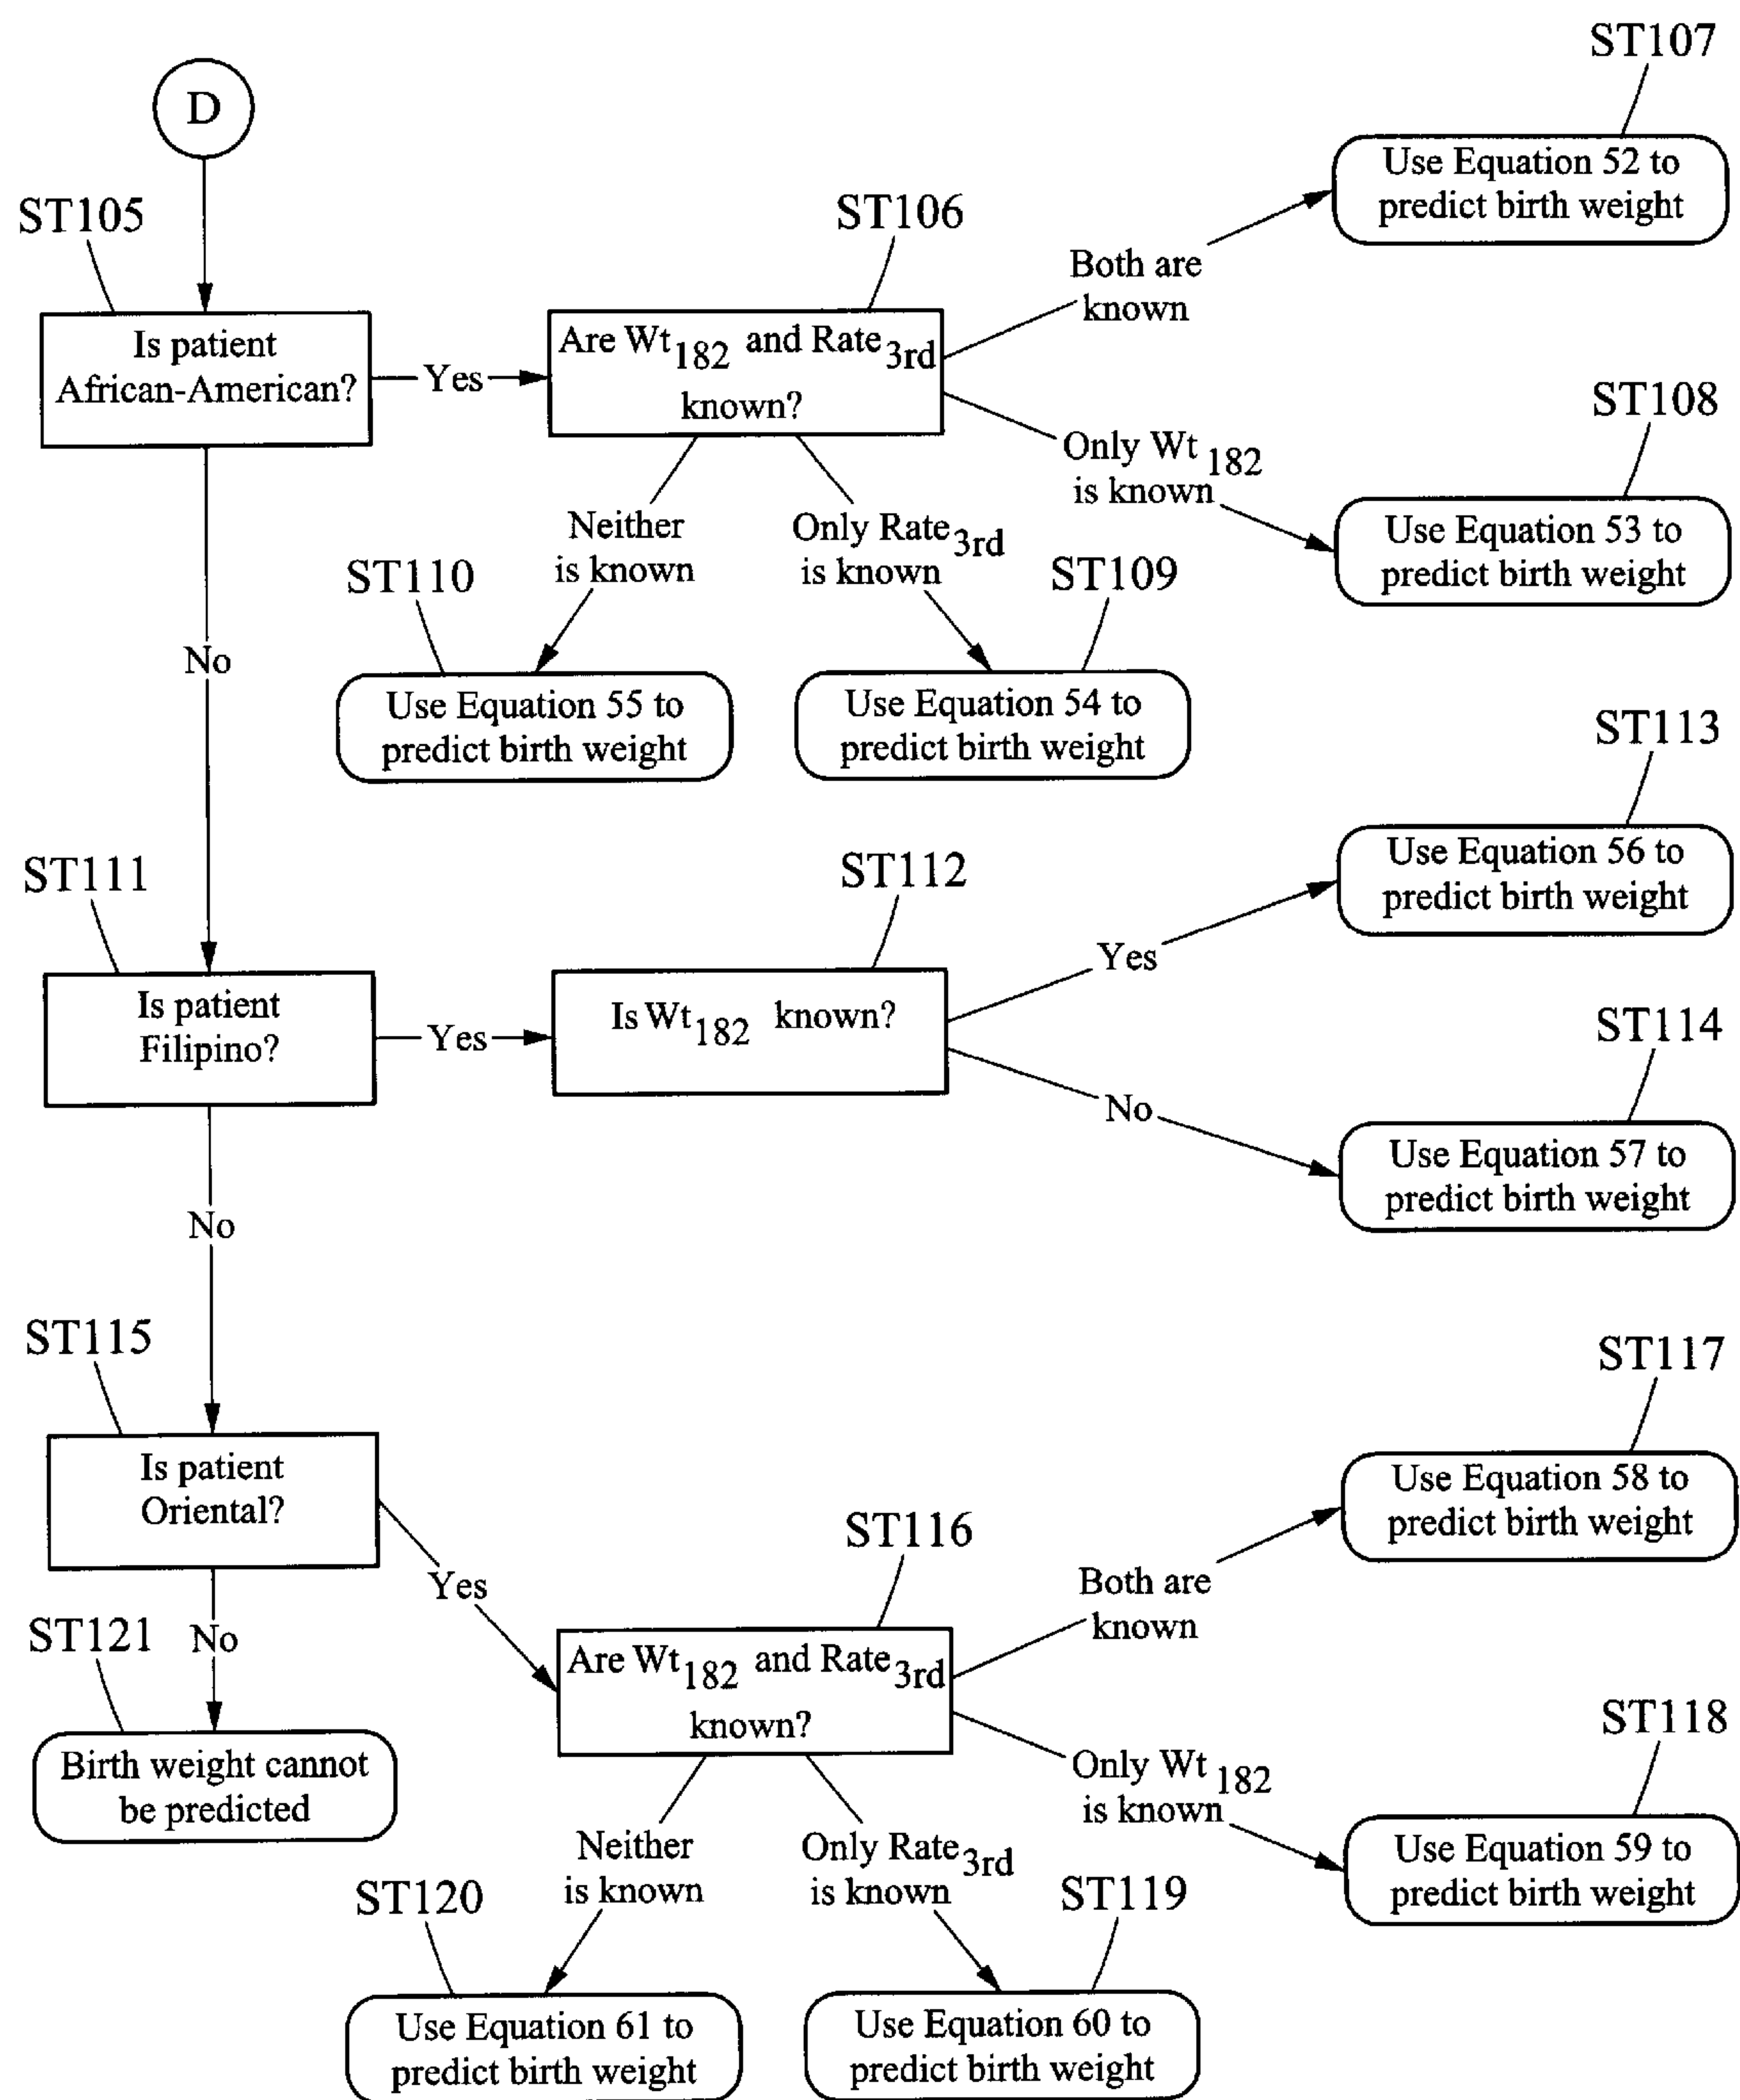 D
ST107
Use Equation 52 to
predict birth weight
ST105
ST106
Both are
known
Is patient
African-American?
Yes
Are Wt182 and Rate3rd
known?
ST108
Only Wt 182
is known
Use Equation 53 to
predict birth weight
Neither
is known
Only Rate3rd
is known
ST110
ST109
No
Use Equation 55 to
predict birth weight
Use Equation 54 to
predict birth weight
ST113
Use Equation 56 to
predict birth weight
ST111
ST112
Yes
Is patient
Filipino?
Yes
Is Wt182 known?
ST114
No
Use Equation 57 to
predict birth weight
No
ST115
ST117
Is patient
Oriental?
Use Equation 58 to
predict birth weight
ST116
Yes
Both are
known
ST121
No
Are Wt182 and Rate3rd
known?
ST118
Birth weight cannot
be predicted
Only Wt 182
is known
Use Equation 59 to
predict birth weight
Neither
is known
Only Rate3rd
is known
ST120
ST119
Use Equation 61 to
predict birth weight
Use Equation 60 to
predict birth weight